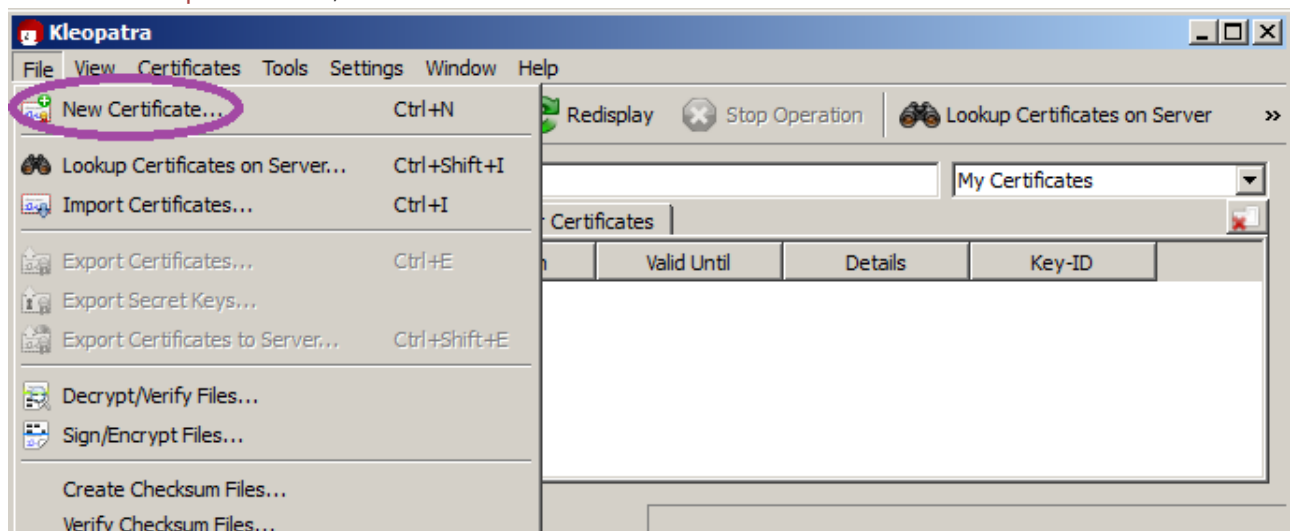 Kleopatra
File View Certificates Tools Settings Window Help
New Certificate... Ctrl+N
Redisplay Stop Operation Lookup Certificates on Server »
Lookup Certificates on Server... Ctrl+Shift+I
My Certificates
Import Certificates... Ctrl+I
Certificates
Export Certificates... Ctrl+E
Valid Until Details Key-ID
Export Secret Keys...
Export Certificates to Server... Ctrl+Shift+E
Decrypt/Verify Files...
Sign/Encrypt Files...
Create Checksum Files...
Verify Checksum Files...